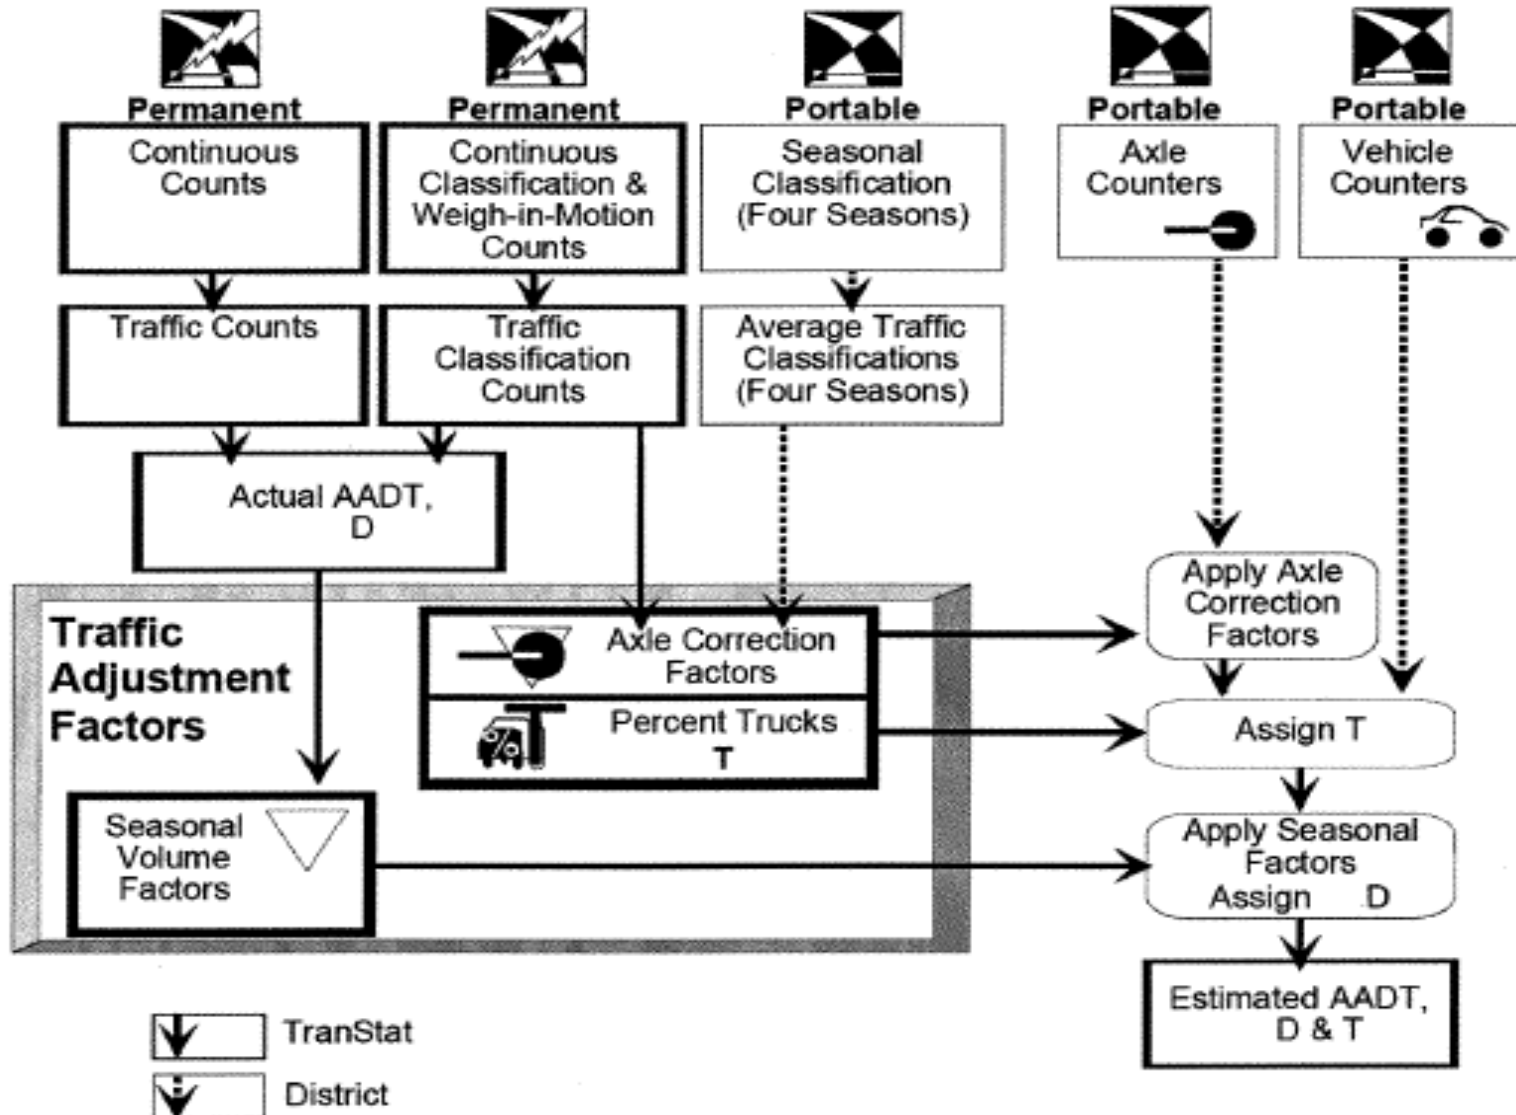 Permanent
Continuous
Counts
Permanent
Continuous
Classification &
Weigh-in-Motion
Counts
Portable
Seasonal
Classification
(Four Seasons)
Portable
Axle
Counters
Portable
Vehicle
Counters
Traffic Counts
Traffic
Classification
Counts
Average Traffic
Classifications
(Four Seasons)
Actual AADT,
D
Traffic
Adjustment
Factors
Axle Correction
Factors
%
Percent Trucks
T
Seasonal
Volume
Factors
Apply Axle
Correction
Factors
Assign T
Apply Seasonal
Factors
Assign D
Estimated AADT,
D & T
TranStat
District